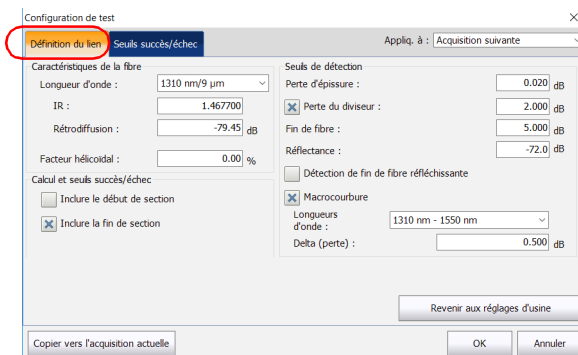 Configuration de test
Définition du lien
Seuils succès/échec
Appliq. à :
Acquisition suivante
Caractéristiques de la fibre
Longueur d'onde :
1310 nm/9 µm
IR :
1.467700
Rétrodiffusion :
-79.45 dB
Facteur hélicoïdal :
0.00 %
Calcul et seuils succès/échec
Inclure le début de section
Inclure la fin de section
Seuils de détection
Perte d'épissure :
0.020 dB
Perte du diviseur :
2.000 dB
Fin de fibre :
5.000 dB
Réflectance :
-72.0 dB
Détection de fin de fibre réfléchissante
Macrocourbure
Longueurs
d'onde :
1310 nm - 1550 nm
Delta (perte) :
0.500 dB
Revenir aux réglages d'usine
Copier vers l'acquisition actuelle
OK
Annuler